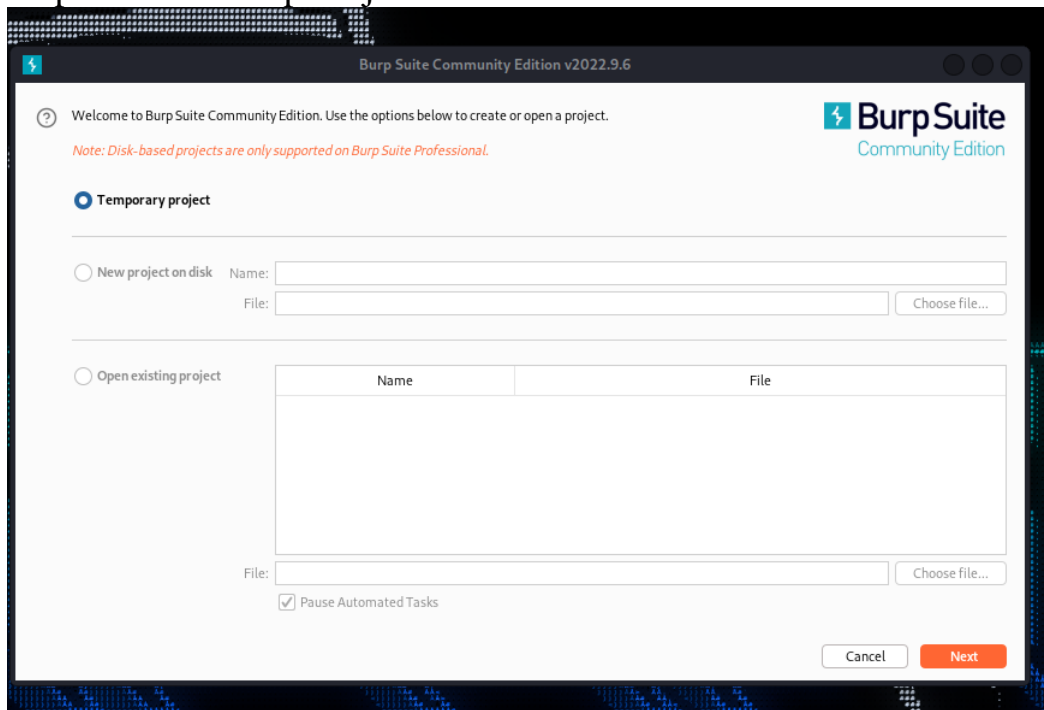 Burp Suite Community Edition v2022.9.6
Welcome to Burp Suite Community Edition. Use the options below to create or open a project.
Note: Disk-based projects are only supported on Burp Suite Professional.
Burp Suite
Community Edition
Temporary project
New project on disk Name:
File: Choose file...
Open existing project Name File
File: Choose file...
Pause Automated Tasks
Cancel Next